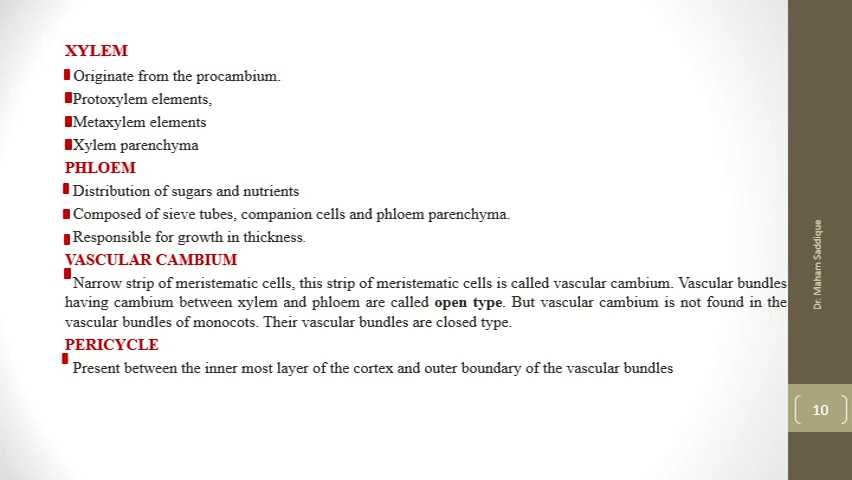 XYLEM
Originate from the procambium.
Protoxylem elements,
Metaxylem elements
Xylem parenchyma
PHLOEM
Distribution of sugars and nutrients
Composed of sieve tubes, companion cells and phloem parenchyma.
Responsible for growth in thickness.
VASCULAR CAMBIUM
Narrow strip of meristematic cells, this strip of meristematic cells is called vascular cambium. Vascular bundles
having cambium between xylem and phloem are called open type. But vascular cambium is not found in the
vascular bundles of monocots. Their vascular bundles are closed type.
PERICYCLE
Present between the inner most layer of the cortex and outer boundary of the vascular bundles
Dr. Maham Saddique
10